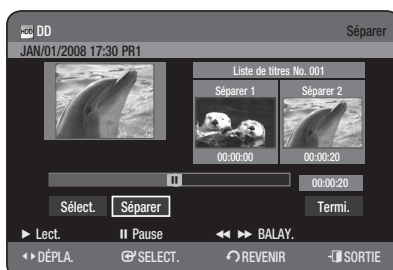 HDD DD Séparer
JAN/01/2008 17:30 PR1
Liste de titres No. 001
Séparer 1 Séparer 2
00:00:00 00:00:20
00:00:20
Sélect. Séparer Termi.
► Lect. II Pause ◄◄ ►► BALAY.
◄► DÉPLA. SELECT. REVENIR SORTIE